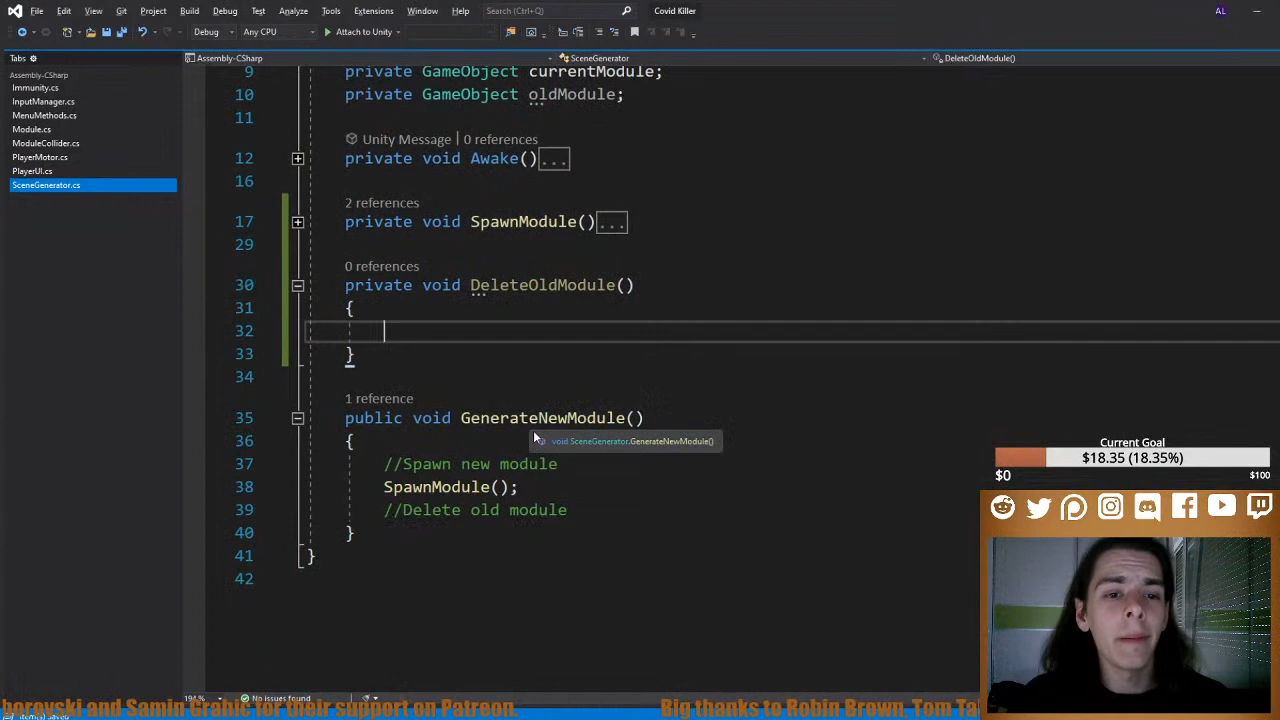 File Edit View Git Project Build Debug Test Analyze Tools Extensions Window Help Search (Ctrl+Q) Covid Killer AL
Debug Any CPU Attach to Unity
Tabs
Assembly-CSharp
Immunity.cs
InputManager.cs
MenuMethods.cs
Module.cs
ModuleCollider.cs
PlayerMotor.cs
PlayerUI.cs
SceneGenerator.cs
Assembly-CSharp SceneGenerator DeleteOldModule()
9 private GameObject currentModule;
10 private GameObject oldModule;
11
Unity Message | 0 references
12 private void Awake()...
16
2 references
17 private void SpawnModule()...
29
0 references
30 private void DeleteOldModule()
31 {
32
33 }
34
1 reference
35 public void GenerateNewModule()
36 {
void SceneGenerator.GenerateNewModule()
37 //Spawn new module
38 SpawnModule();
39 //Delete old module
40 }
41 }
42
Current Goal
$18.35 (18.35%)
$0 $100
194 % No issues found
borovski and Samin Grahic for their support on Patreon. Big thanks to Robin Brown, Tom
Item(s) Saved